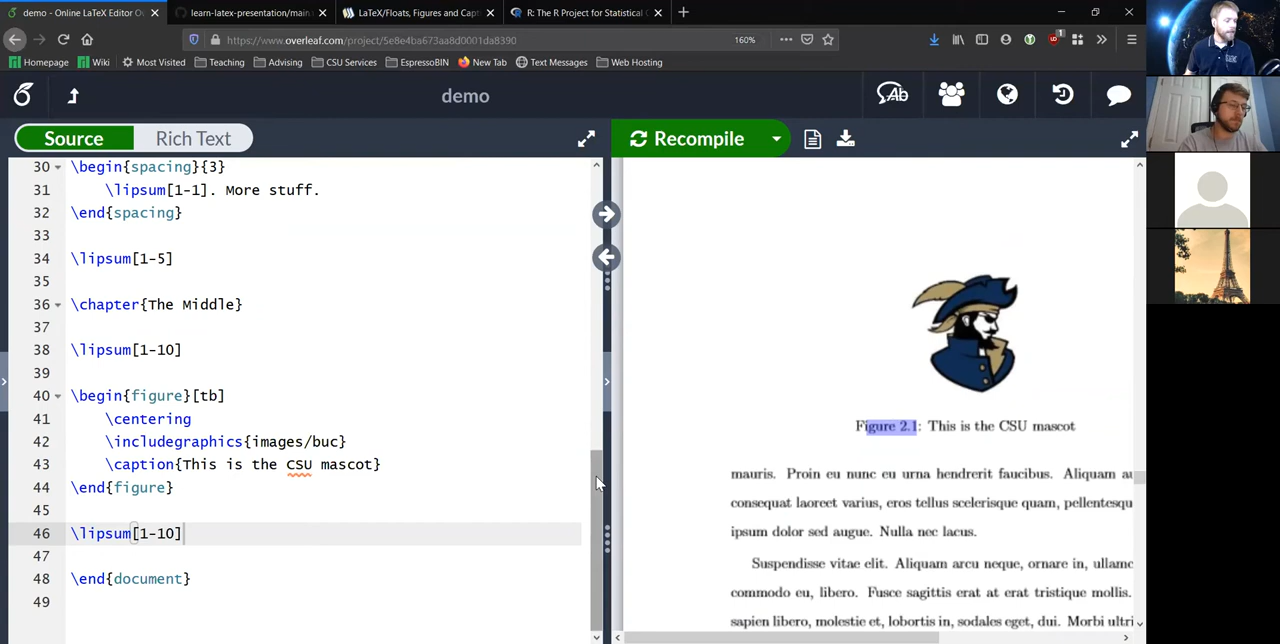 demo - Online LaTeX Editor Ov
learn-latex-presentation/main
LaTeX/Floats, Figures and Capt
R: The R Project for Statistical C
https://www.overleaf.com/project/5e8e4ba673aa8d0001da8390
160%
Homepage
Wiki
Most Visited
Teaching
Advising
CSU Services
EspressoBIN
New Tab
Text Messages
Web Hosting
demo
Source
Rich Text
Recompile
30 \begin{spacing}{3}
31 \lipsum[1-1]. More stuff.
32 \end{spacing}
33
34 \lipsum[1-5]
35
36 \chapter{The Middle}
37
38 \lipsum[1-10]
39
40 \begin{figure}[tb]
41 \centering
42 \includegraphics{images/buc}
43 \caption{This is the CSU mascot}
44 \end{figure}
45
46 \lipsum[1-10]
47
48 \end{document}
49
Figure 2.1: This is the CSU mascot
mauris. Proin eu nunc eu urna hendrerit faucibus. Aliquam au
consequat laoreet varius, eros tellus scelerisque quam, pellentesqu
ipsum dolor sed augue. Nulla nec lacus.
Suspendisse vitae elit. Aliquam arcu neque, ornare in, ullamc
commodo eu, libero. Fusce sagittis erat at erat tristique mollis.
sapien libero, molestie et, lobortis in, sodales eget, dui. Morbi ultri